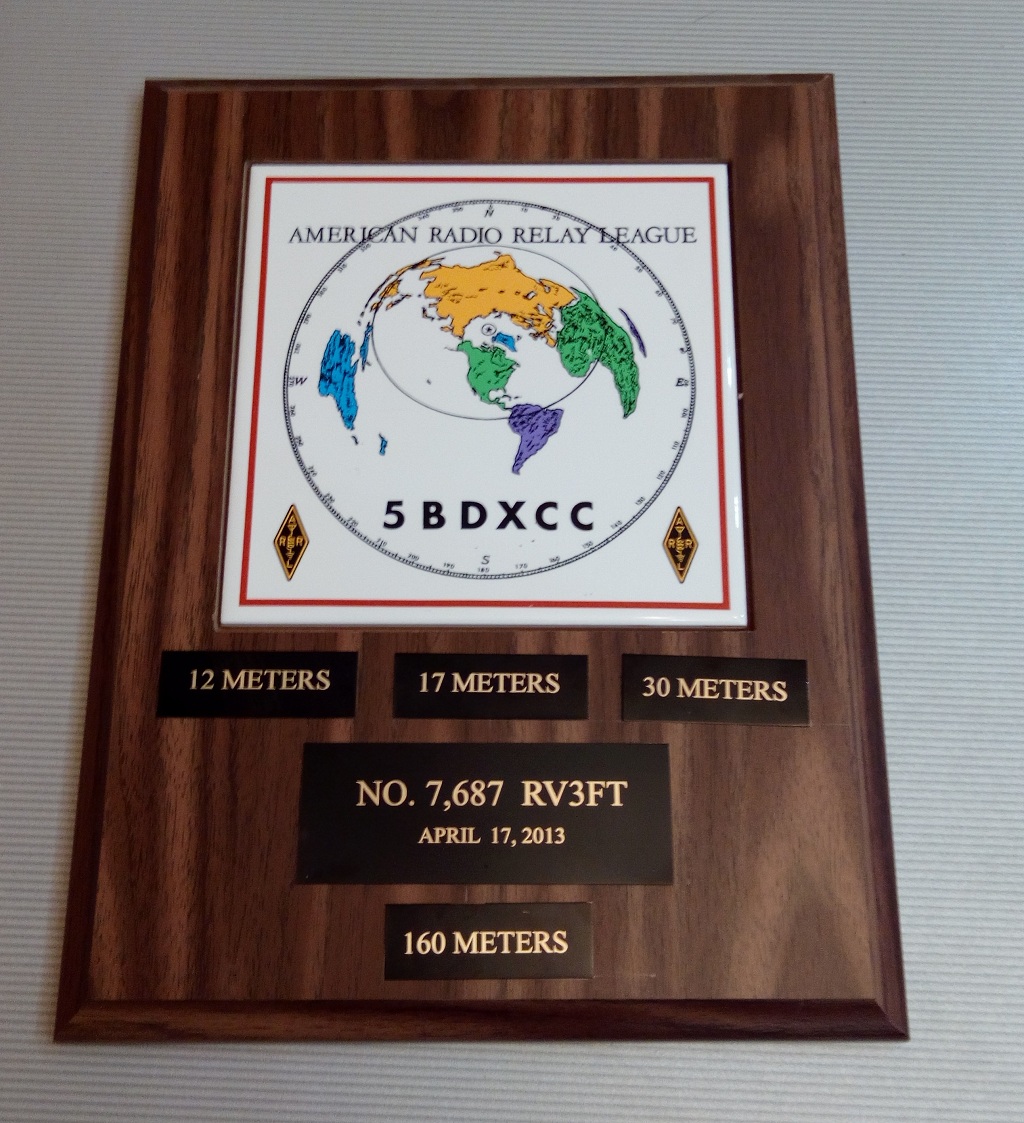 AMERICAN RADIO RELAY LEAGUE
N
W
E
5BDXCC
S
A
R R
R
L
A
R R
R
L
12 METERS
17 METERS
30 METERS
NO. 7,687 RV3FT
APRIL 17, 2013
160 METERS